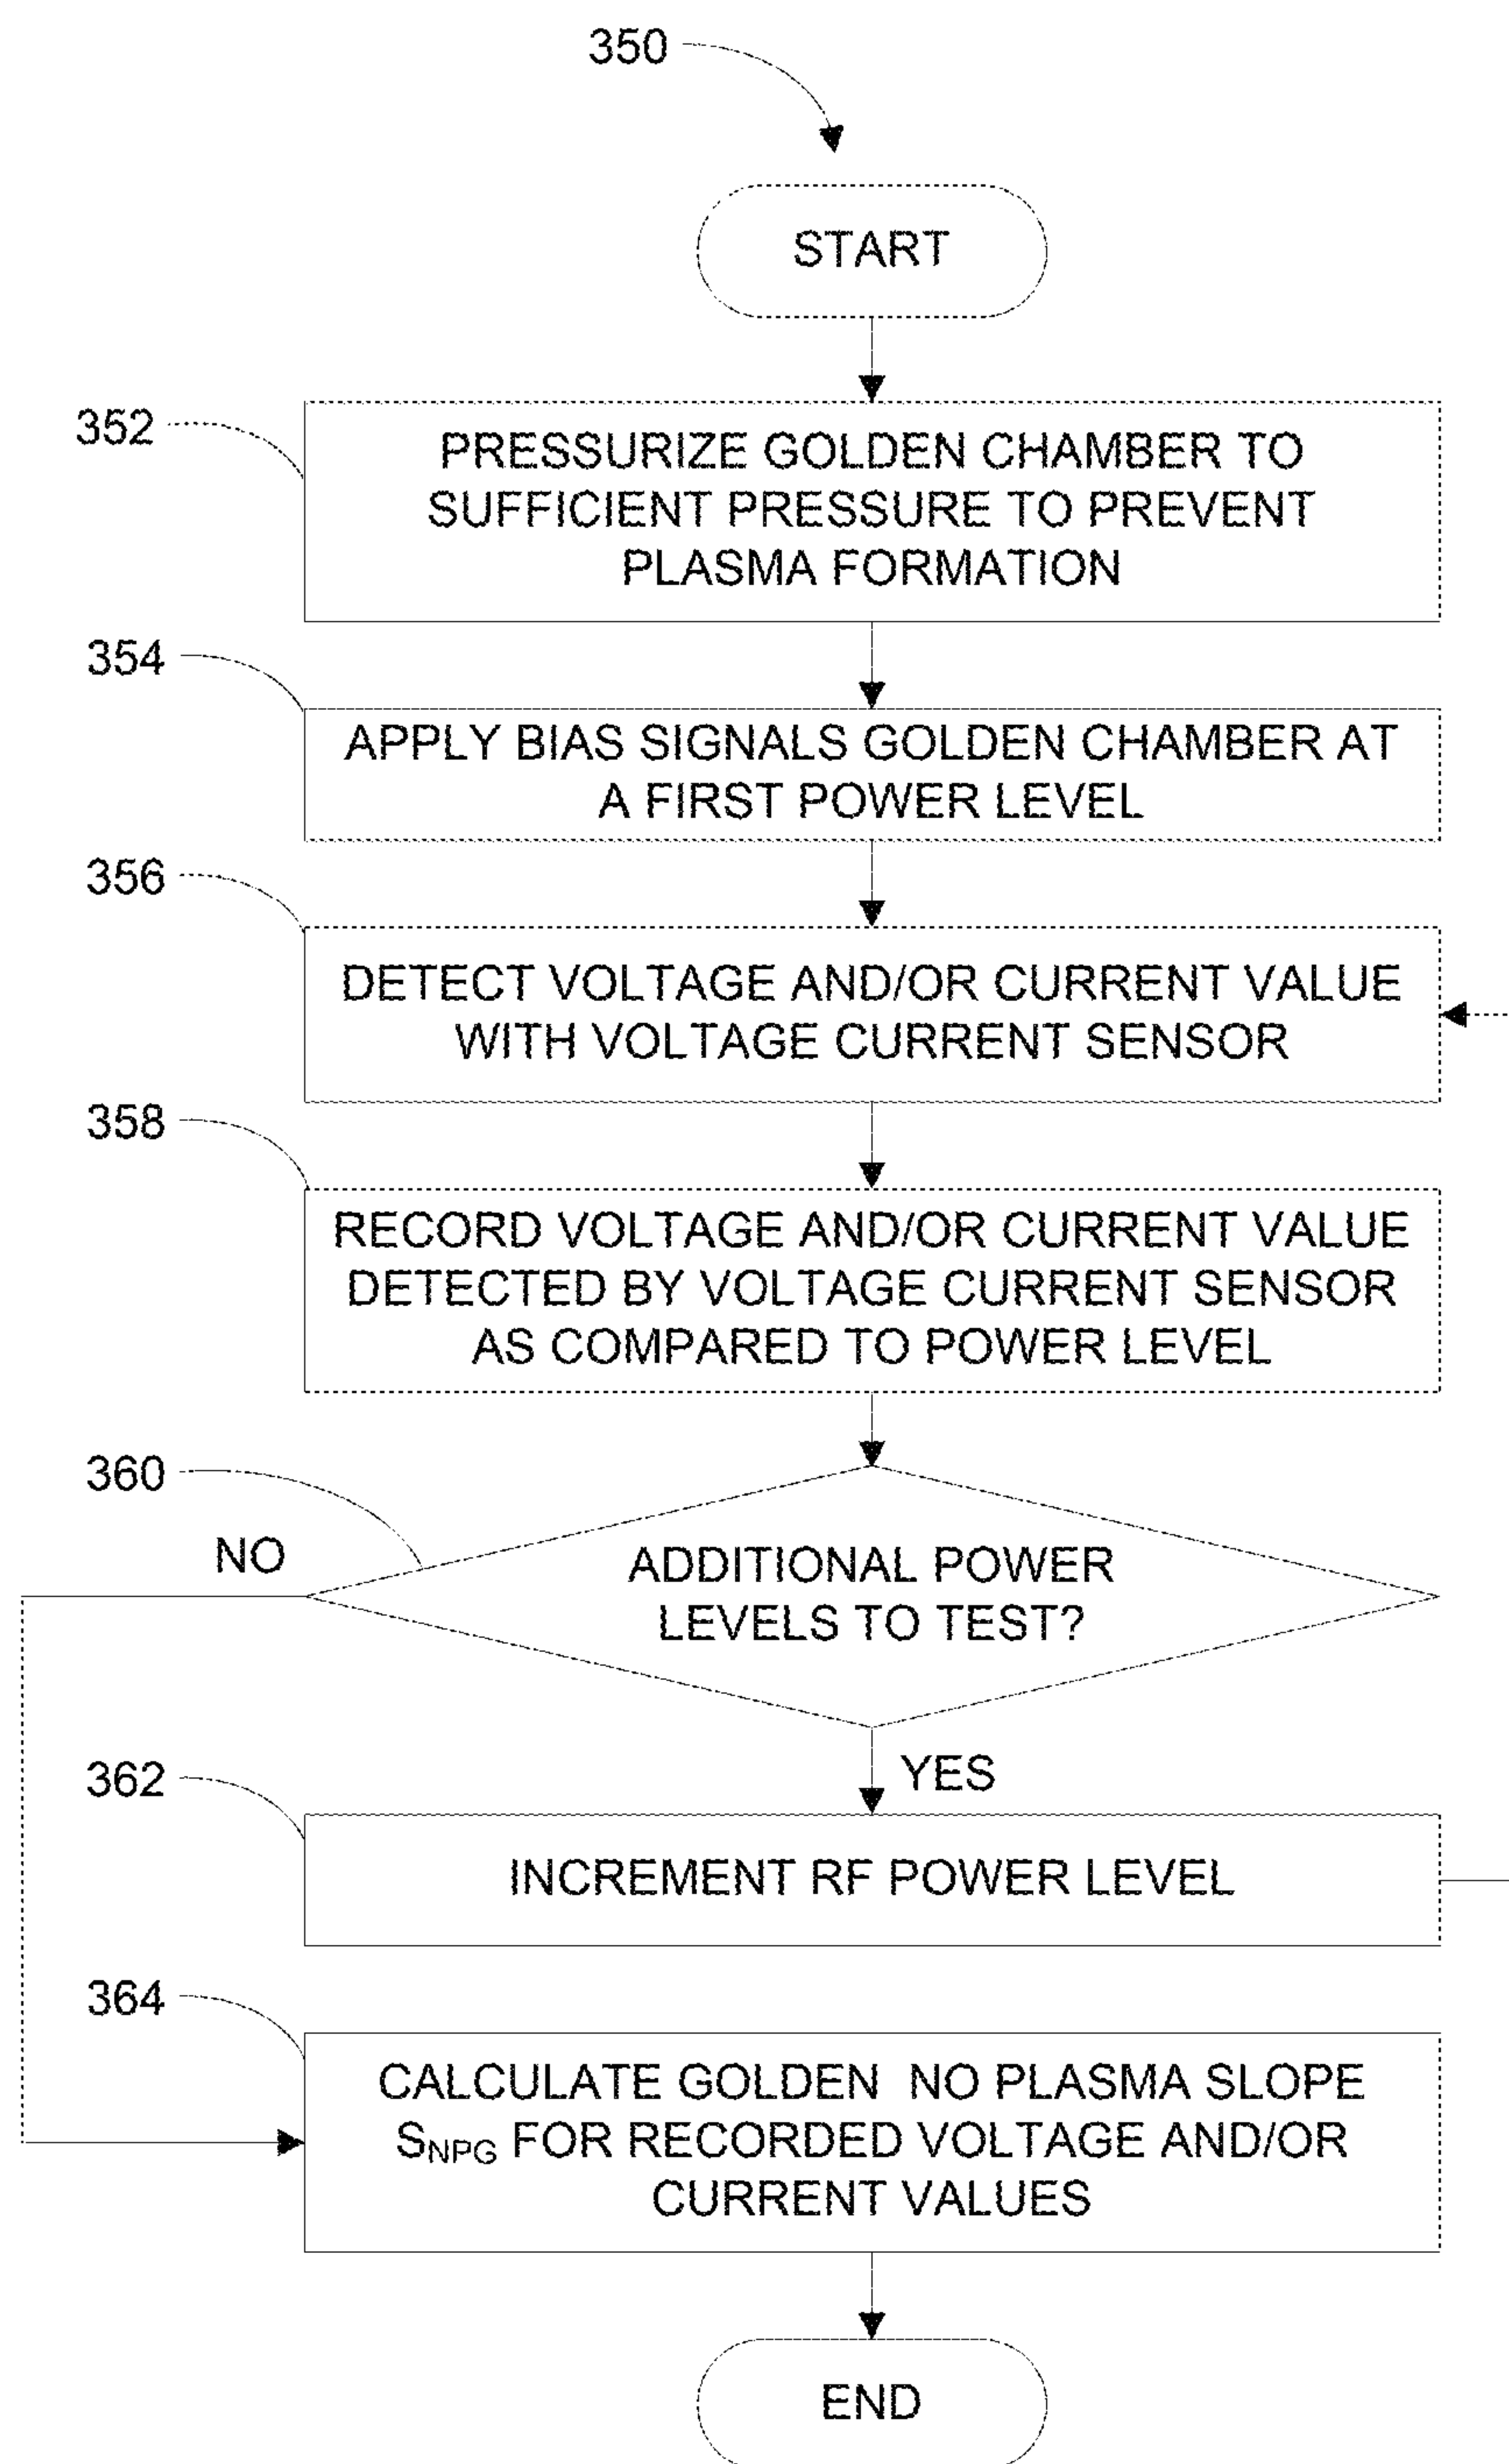 350
START
352
PRESSURIZE GOLDEN CHAMBER TO
SUFFICIENT PRESSURE TO PREVENT
PLASMA FORMATION
354
APPLY BIAS SIGNALS GOLDEN CHAMBER AT
A FIRST POWER LEVEL
356
DETECT VOLTAGE AND/OR CURRENT VALUE
WITH VOLTAGE CURRENT SENSOR
358
RECORD VOLTAGE AND/OR CURRENT VALUE
DETECTED BY VOLTAGE CURRENT SENSOR
AS COMPARED TO POWER LEVEL
360
NO
ADDITIONAL POWER
LEVELS TO TEST?
YES
362
INCREMENT RF POWER LEVEL
364
CALCULATE GOLDEN NO PLASMA SLOPE
SNPG FOR RECORDED VOLTAGE AND/OR
CURRENT VALUES
END